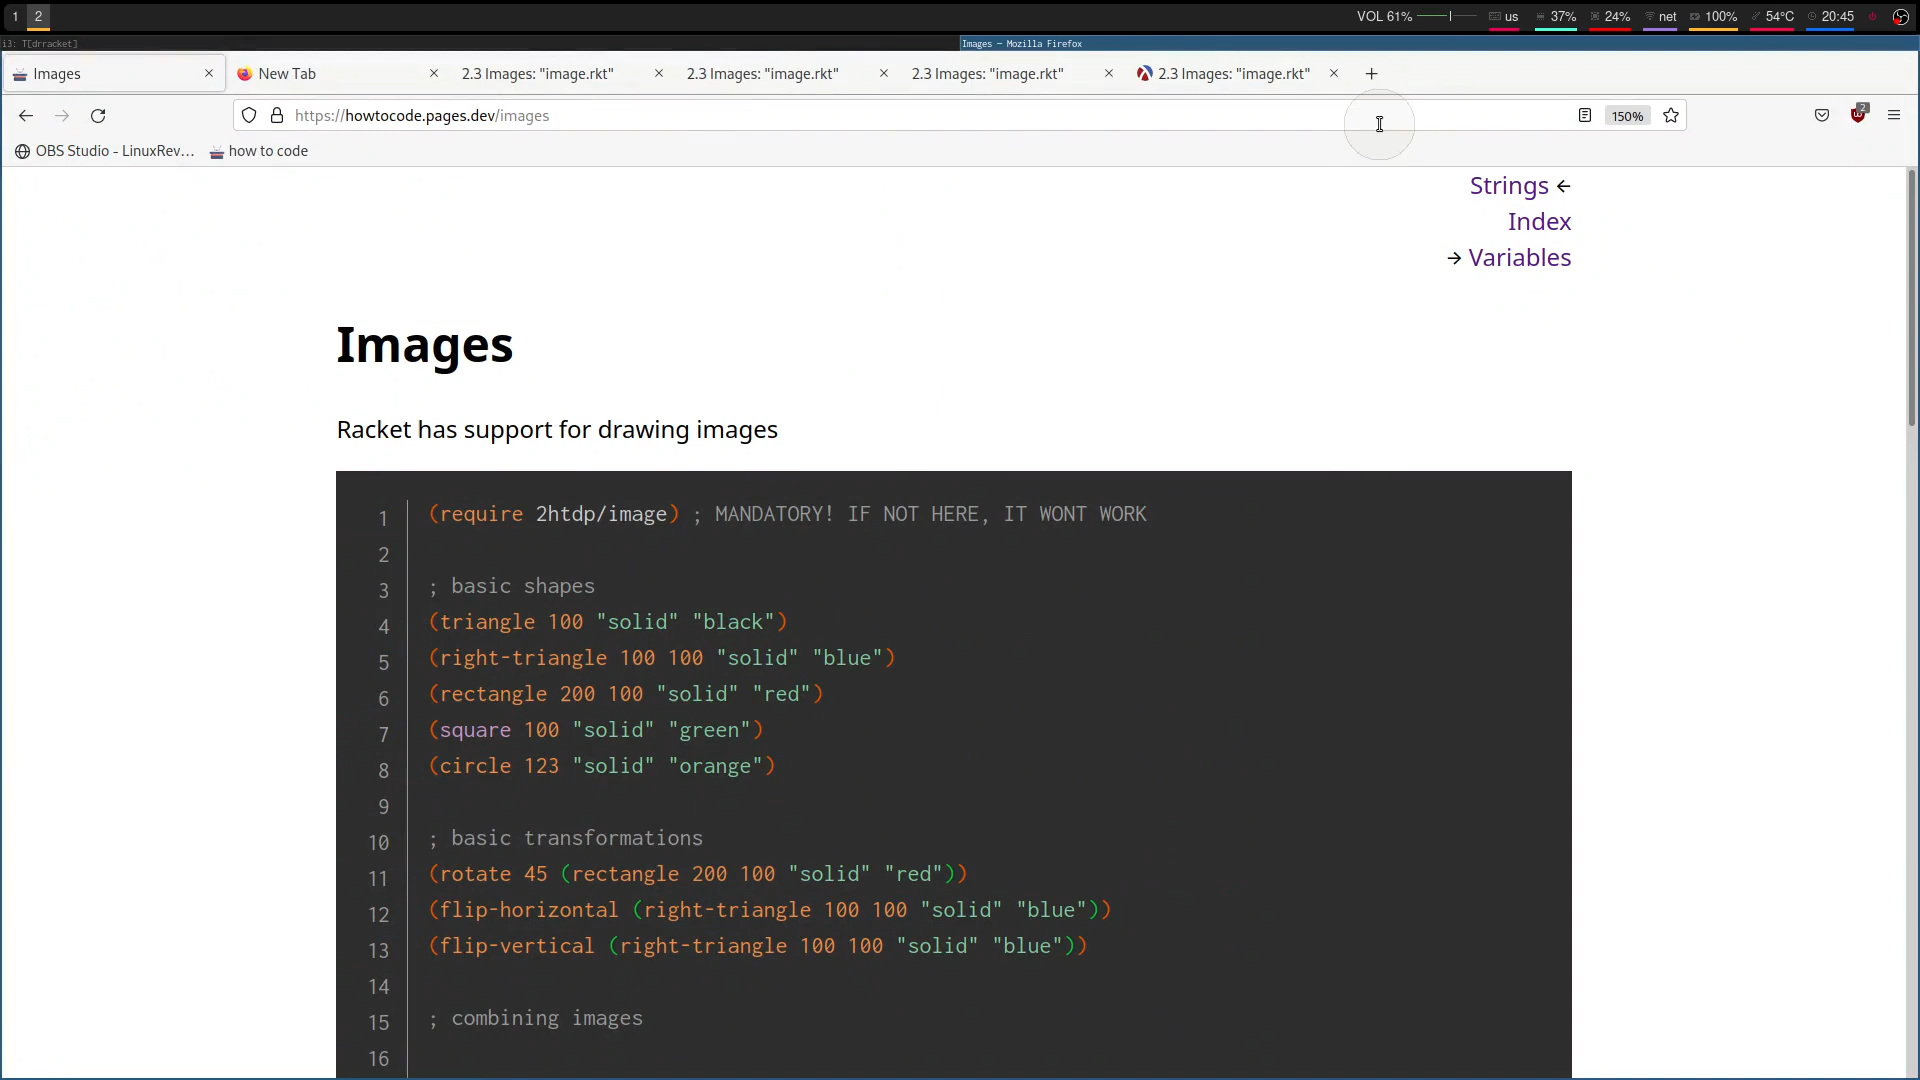 1 2 VOL 61% us 37% 24% net 100% 54°C 20:45
i3: T[drracket] Images — Mozilla Firefox
Images New Tab 2.3 Images: "image.rkt" 2.3 Images: "image.rkt" 2.3 Images: "image.rkt" 2.3 Images: "image.rkt"
https://howtocode.pages.dev/images 150% 2
OBS Studio - LinuxRev… how to code
Strings ←
Index
→ Variables
Images
Racket has support for drawing images
1 (require 2htdp/image) ; MANDATORY! IF NOT HERE, IT WONT WORK
2
3 ; basic shapes
4 (triangle 100 "solid" "black")
5 (right-triangle 100 100 "solid" "blue")
6 (rectangle 200 100 "solid" "red")
7 (square 100 "solid" "green")
8 (circle 123 "solid" "orange")
9
10 ; basic transformations
11 (rotate 45 (rectangle 200 100 "solid" "red"))
12 (flip-horizontal (right-triangle 100 100 "solid" "blue"))
13 (flip-vertical (right-triangle 100 100 "solid" "blue"))
14
15 ; combining images
16